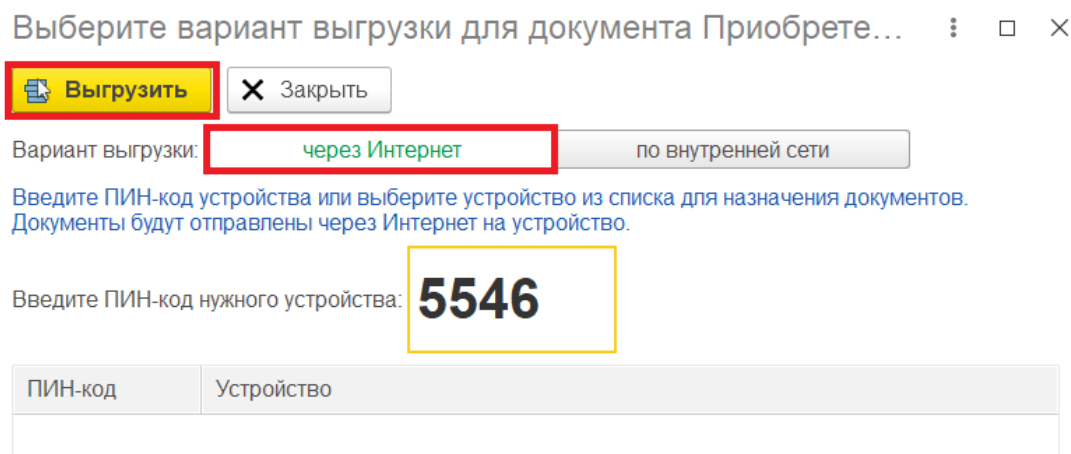 Выберите вариант выгрузки для документа Приобрете...
Выгрузить
Закрыть
Вариант выгрузки: через Интернет по внутренней сети
Введите ПИН-код устройства или выберите устройство из списка для назначения документов.
Документы будут отправлены через Интернет на устройство.
Введите ПИН-код нужного устройства: 5546
ПИН-код Устройство